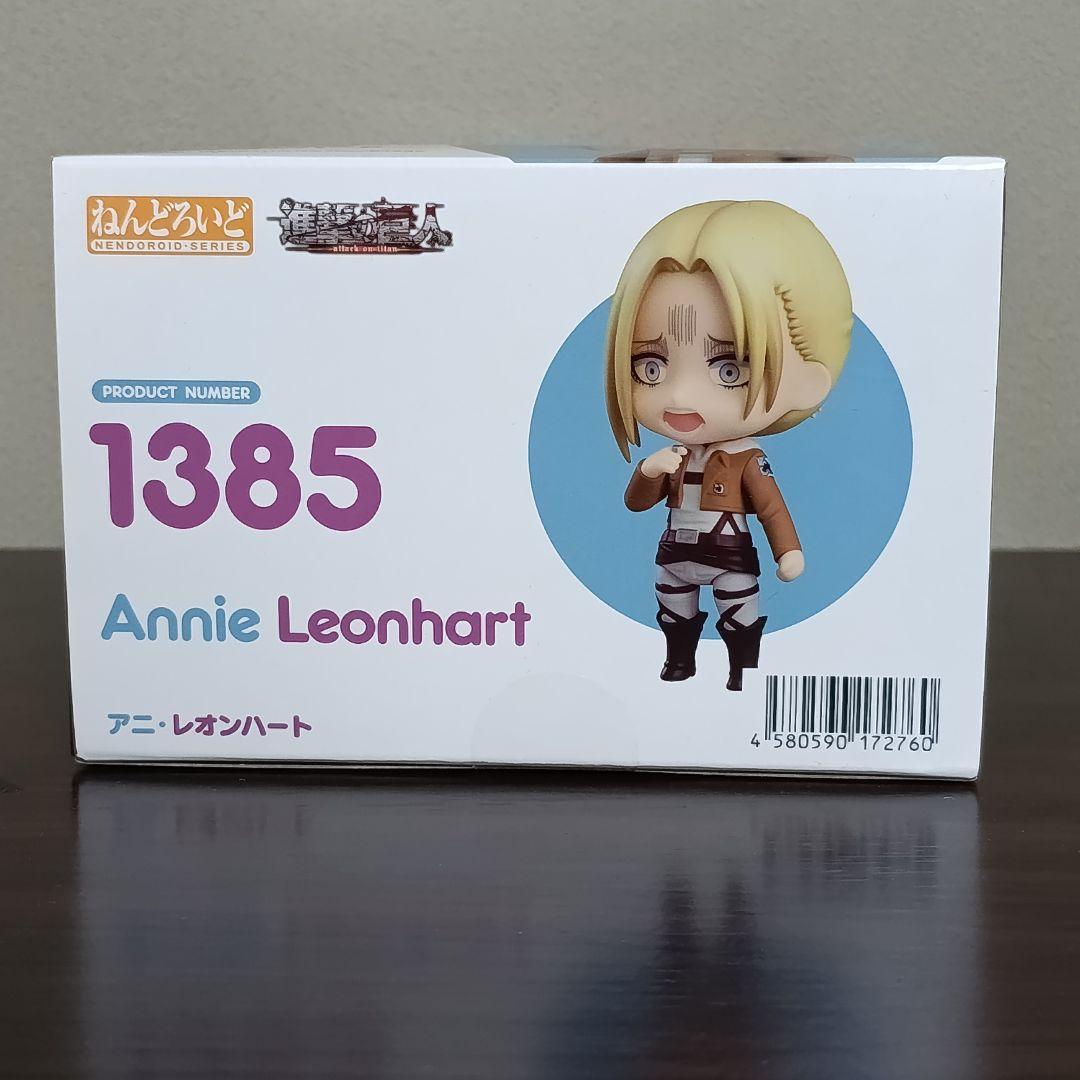 ねんどろいど
NENDOROID・SERIES
進撃の巨人
attack on titan
PRODUCT NUMBER
1385
Annie Leonhart
アニ・レオンハート
4 580590 172760